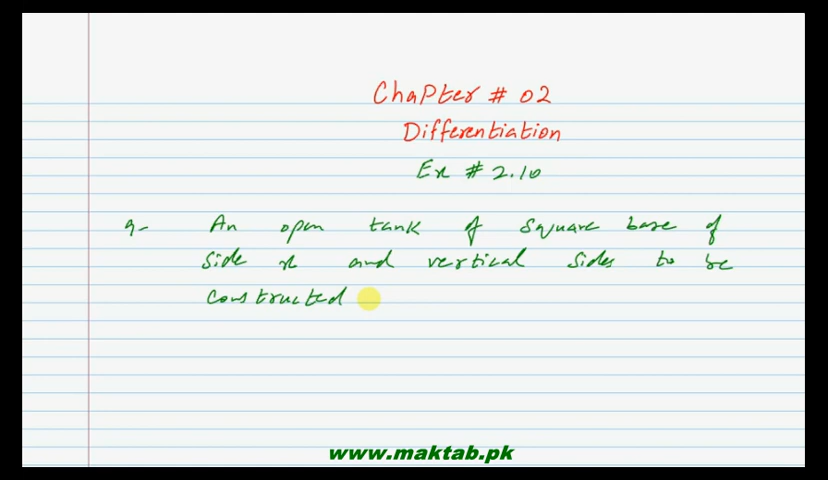 Chapter # 02
Differentiation
Ex # 2.10
9- An open tank of square base of
side x and vertical sides to be
constructed
www.maktab.pk